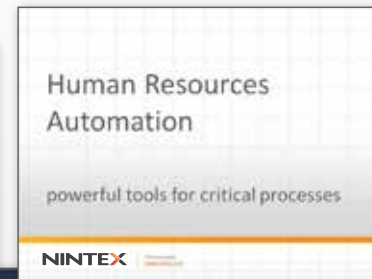 Human Resources
Automation
powerful tools for critical processes
NINTEX